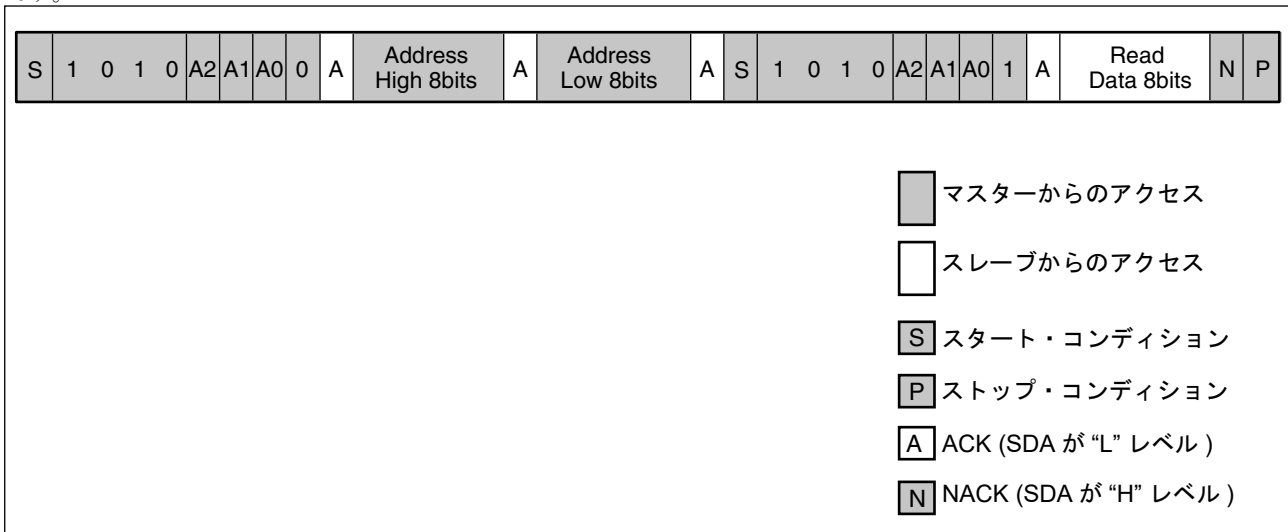 S 1 0 1 0 A2 A1 A0 0 A Address High 8bits A Address Low 8bits A S 1 0 1 0 A2 A1 A0 1 A Read Data 8bits N P
マスターからのアクセス
スレーブからのアクセス
S スタート・コンディション
P ストップ・コンディション
A ACK (SDA が “L” レベル )
N NACK (SDA が “H” レベル )